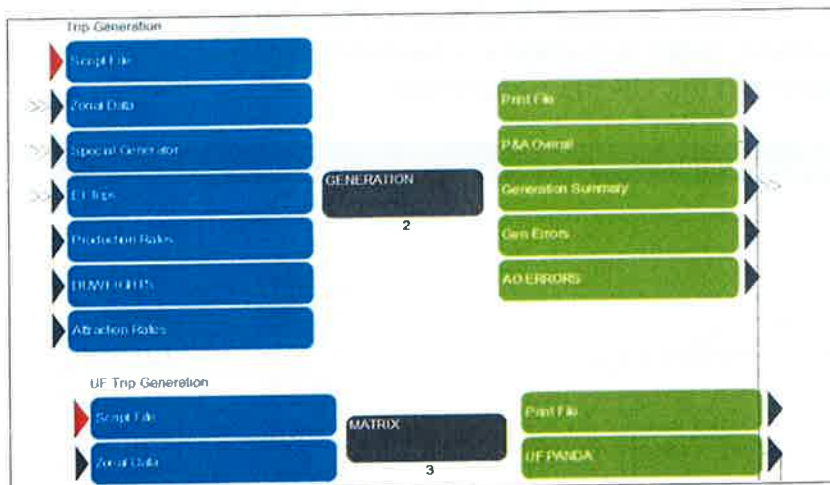 Trip Generation
Script File
Zonal Data
Special Generator
EI Trips
Production Rates
DUWEIGHTS
Attraction Rates
GENERATION
2
Print File
P&A Overall
Generation Summary
Gen Errors
AO ERRORS
UF Trip Generation
Script File
Zonal Data
MATRIX
3
Print File
UF PANDA